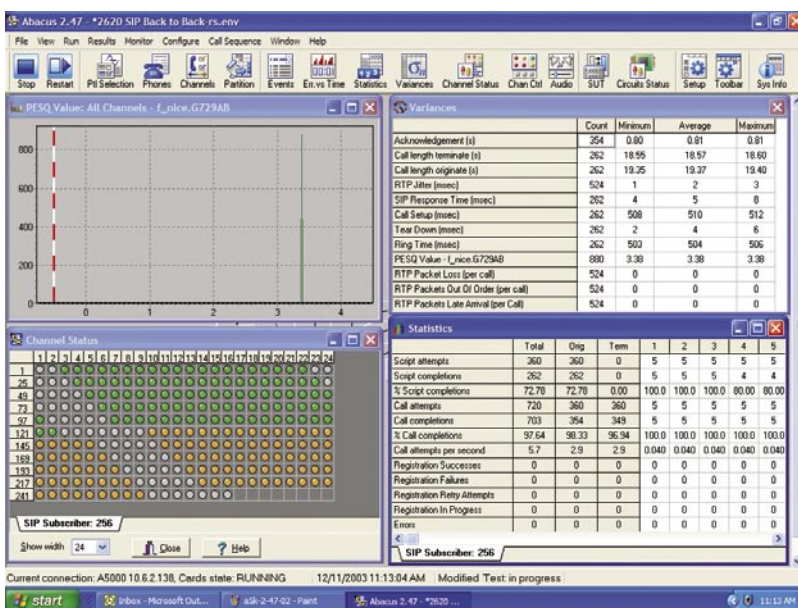 Abacus 2.47 - *2620 SIP Back to Back-rs.env
File View Run Results Monitor Configure Call Sequence Window Help
Stop Restart Ptl Selection Phones Channels Partition Events Err.vs Time Statistics Variances Channel Status Chan Ctrl Audio SUT Circuits Status Setup Toolbar Sys Info
PESQ Value: All Channels - f_nice.G729AB
800
600
400
200
0
0 1 2 3 4
Variances
Count Minimum Average Maximum
Acknowledgement (s) 354 0.80 0.81 0.81
Call length terminate (s) 262 18.55 18.57 18.60
Call length originate (s) 262 19.35 19.37 19.40
RTP Jitter (msec) 524 1 2 3
SIP Response Time (msec) 262 4 5 8
Call Setup (msec) 262 508 510 512
Tear Down (msec) 262 2 4 6
Ring Time (msec) 262 503 504 506
PESQ Value - f_nice.G729AB 880 3.38 3.38 3.38
RTP Packet Loss (per call) 524 0 0 0
RTP Packets Out Of Order (per call) 524 0 0 0
RTP Packets Late Arrival (per Call) 524 0 0 0
Channel Status
1 2 3 4 5 6 7 8 9 10 11 12 13 14 15 16 17 18 19 20 21 22 23 24
1
25
49
73
97
121
145
169
193
217
241
SIP Subscriber: 256
Show width 24 Close ? Help
Statistics
Total Orig Term 1 2 3 4 5
Script attempts 360 360 0 5 5 5 5 5
Script completions 262 262 0 5 5 5 4 4
% Script completions 72.78 72.78 0.00 100.0 100.0 100.0 80.00 80.00
Call attempts 720 360 360 5 5 5 5 5
Call completions 703 354 349 5 5 5 5 5
% Call completions 97.64 98.33 96.94 100.0 100.0 100.0 100.0 100.0
Call attempts per second 5.7 2.9 2.9 0.040 0.040 0.040 0.040 0.040
Registration Successes 0 0 0 0 0 0 0 0
Registration Failures 0 0 0 0 0 0 0 0
Registration Retry Attempts 0 0 0 0 0 0 0 0
Registration In Progress 0 0 0 0 0 0 0 0
Errors 0 0 0 0 0 0 0 0
SIP Subscriber: 256
Current connection: A5000 10.6.2.138, Cards state: RUNNING 12/11/2003 11:13:04 AM Modified Test in progress
start Inbox - Microsoft Out... aSk-2-47-02 - Paint Abacus 2.47 - *2620 ... 11:13 AM